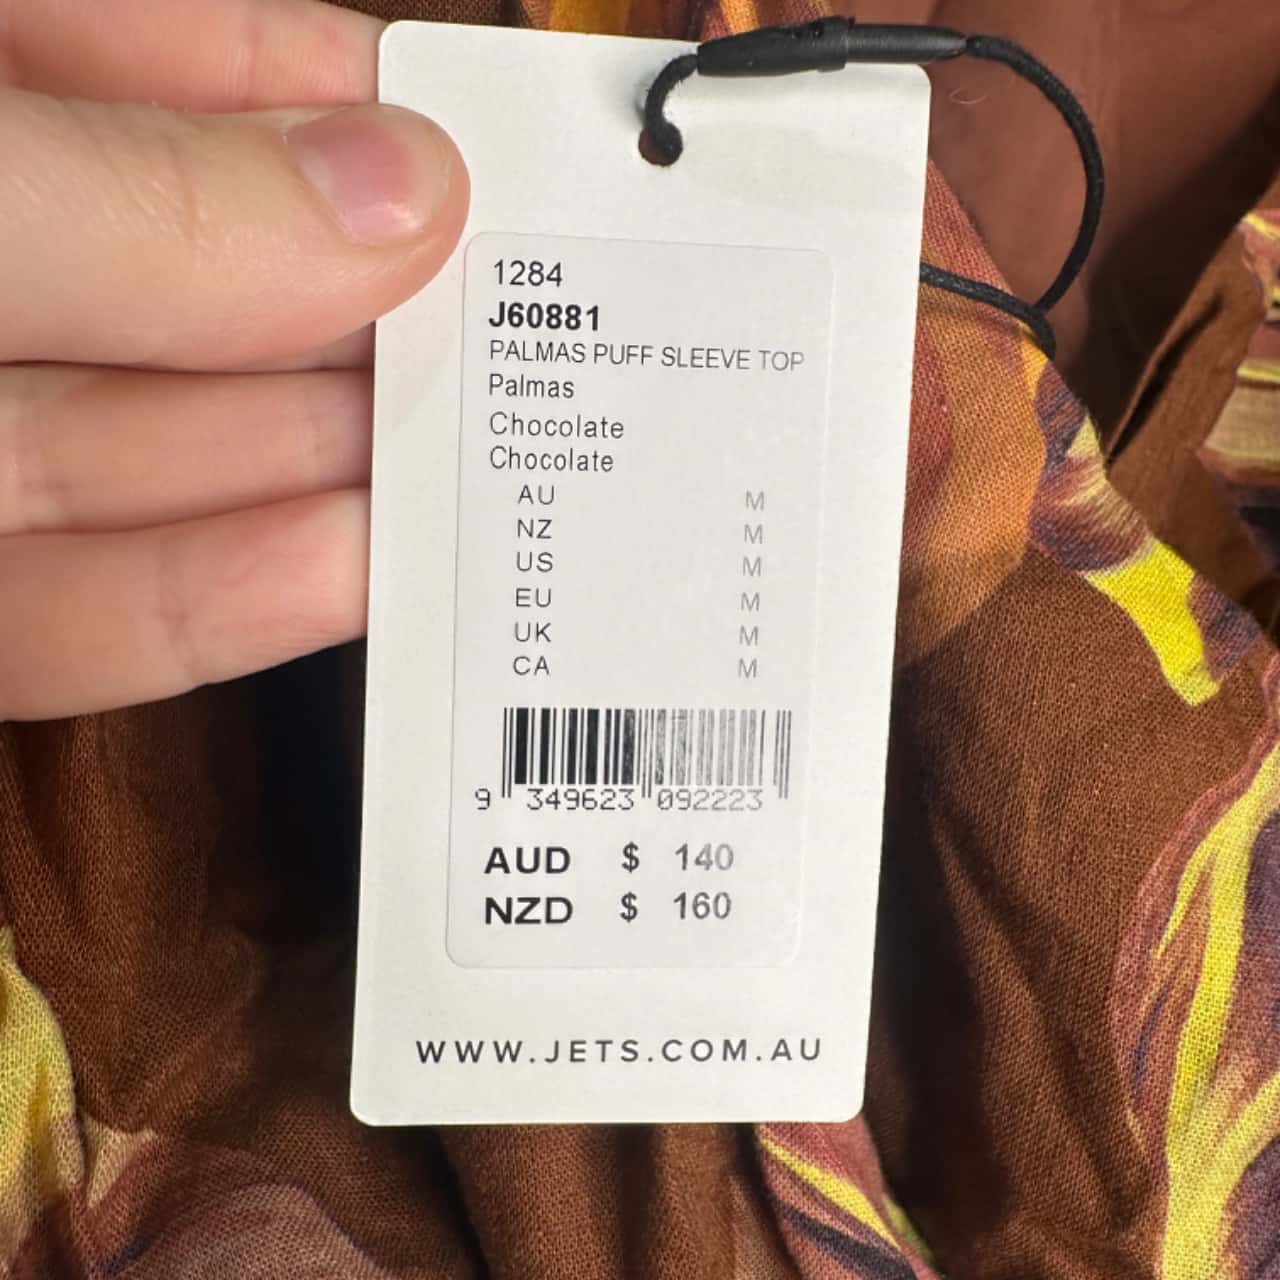 1284
J60881
PALMAS PUFF SLEEVE TOP
Palmas
Chocolate
Chocolate
AU M
NZ M
US M
EU M
UK M
CA M
9 349623 092223
AUD $ 140
NZD $ 160
WWW.JETS.COM.AU